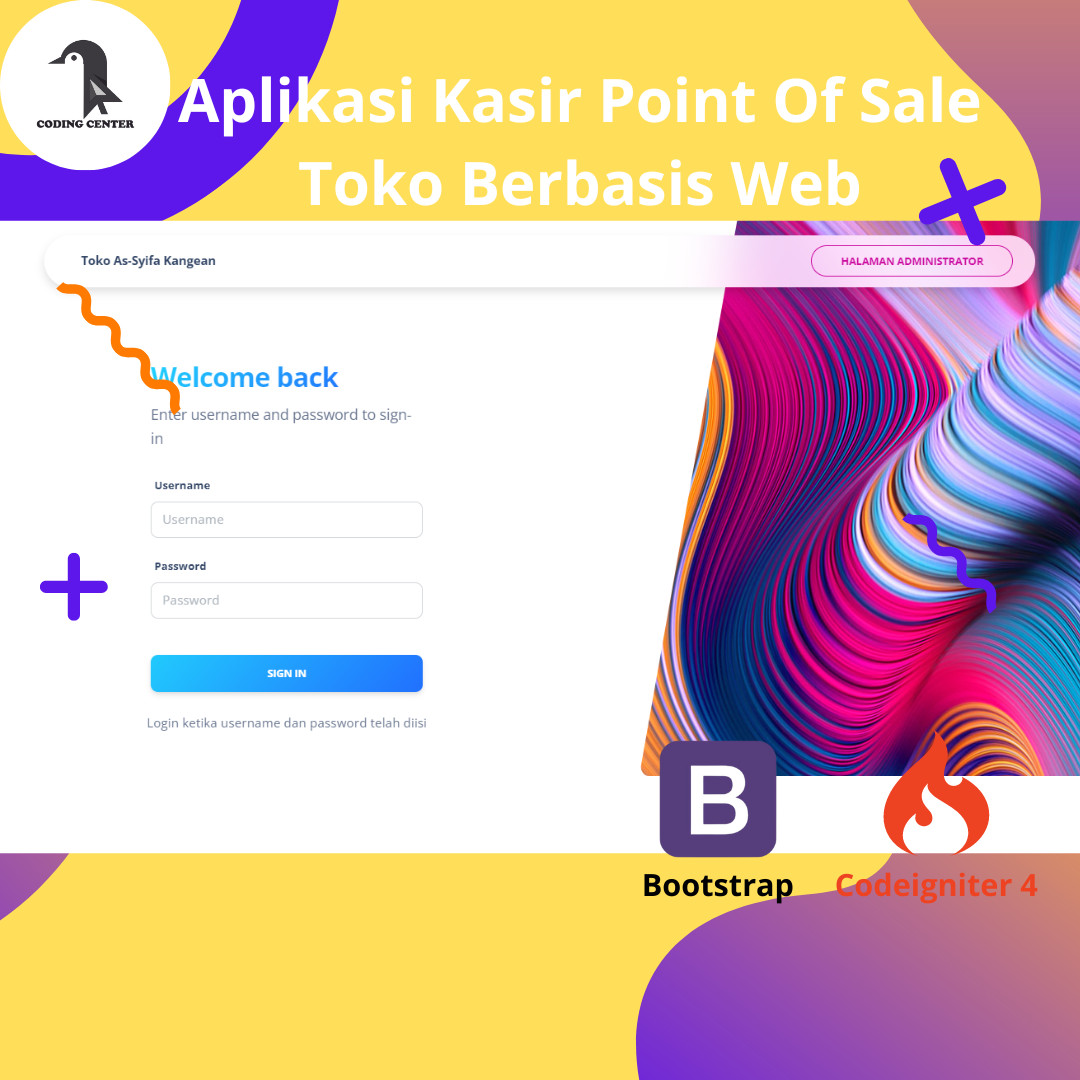 CODING CENTER
Aplikasi Kasir Point Of Sale
Toko Berbasis Web
Toko As-Syifa Kangean
HALAMAN ADMINISTRATOR
Welcome back
Enter username and password to sign-
in
Username
Username
Password
Password
SIGN IN
Login ketika username dan password telah diisi
B
Bootstrap
Codeigniter 4